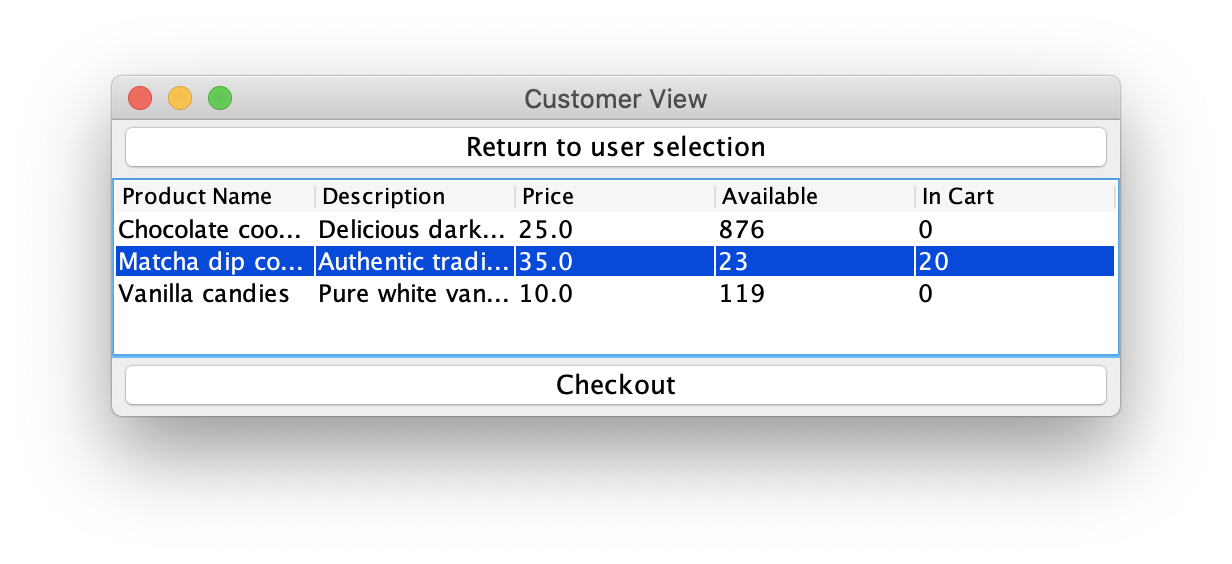 Customer View
Return to user selection
Product Name Description Price Available In Cart
Chocolate coo... Delicious dark... 25.0 876 0
Matcha dip co... Authentic tradi... 35.0 23 20
Vanilla candies Pure white van... 10.0 119 0
Checkout